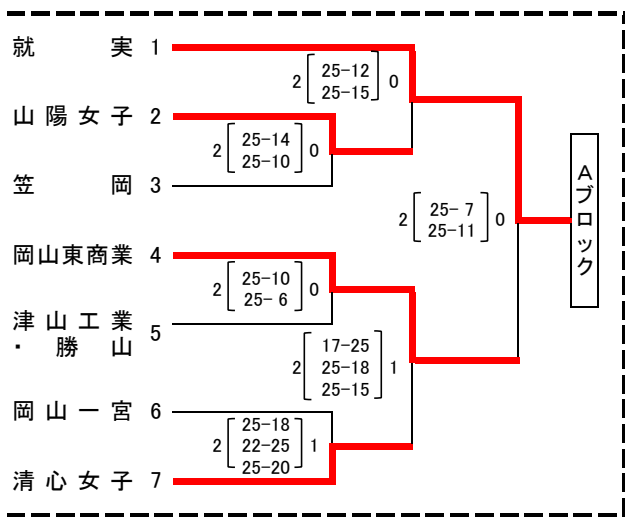 就実 1
2 25-12 0
25-15
山陽女子 2
2 25-14 0
25-10
笠岡 3
2 25- 7 0
25-11
Aブロック
岡山東商業 4
2 25-10 0
25- 6
津山工業
・勝山 5
17-25
2 25-18 1
25-15
岡山一宮 6
25-18
2 22-25 1
25-20
清心女子 7